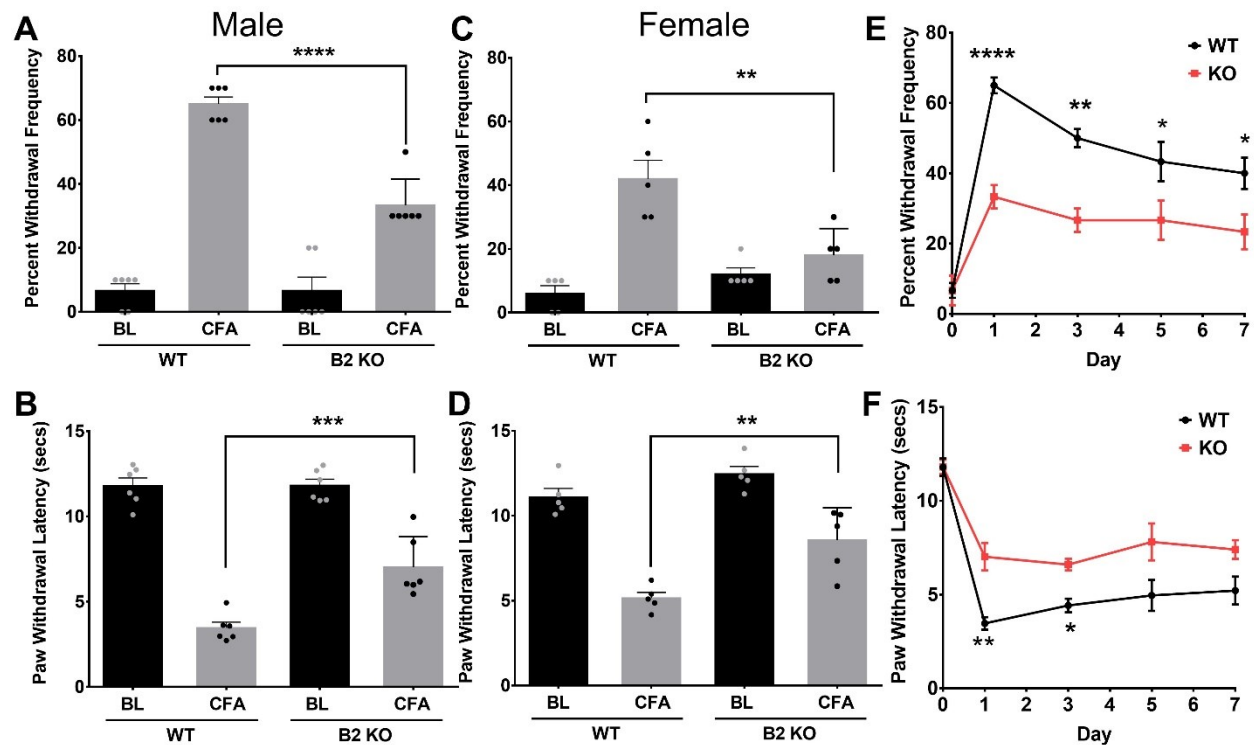 Male
Female
A
Percent Withdrawal Frequency
80
60
40
20
0
****
BL
CFA
BL
CFA
WT
B2 KO
C
Percent Withdrawal Frequency
80
60
40
20
0
**
BL
CFA
BL
CFA
WT
B2 KO
E
Percent Withdrawal Frequency
80
60
40
20
0
WT
KO
****
**
*
*
0 1 2 3 4 5 6 7
Day
B
Paw Withdrawal Latency (secs)
15
10
5
0
***
BL
CFA
BL
CFA
WT
B2 KO
D
Paw Withdrawal Latency (secs)
15
10
5
0
**
BL
CFA
BL
CFA
WT
B2 KO
F
Paw Withdrawal Latency (secs)
15
10
5
0
WT
KO
**
*
0 1 2 3 4 5 6 7
Day